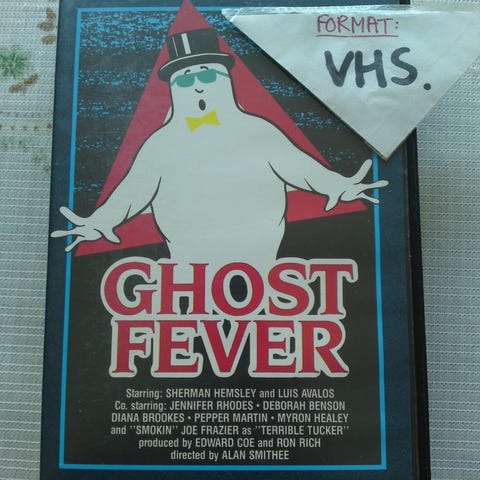 FORMAT:
VHS.
GHOST
FEVER
Starring: SHERMAN HEMSLEY and LUIS AVALOS
Co. starring: JENNIFER RHODES • DEBORAH BENSON
DIANA BROOKES • PEPPER MARTIN • MYRON HEALEY
and "SMOKIN" JOE FRAZIER as "TERRIBLE TUCKER"
produced by EDWARD COE and RON RICH
directed by ALAN SMITHEE